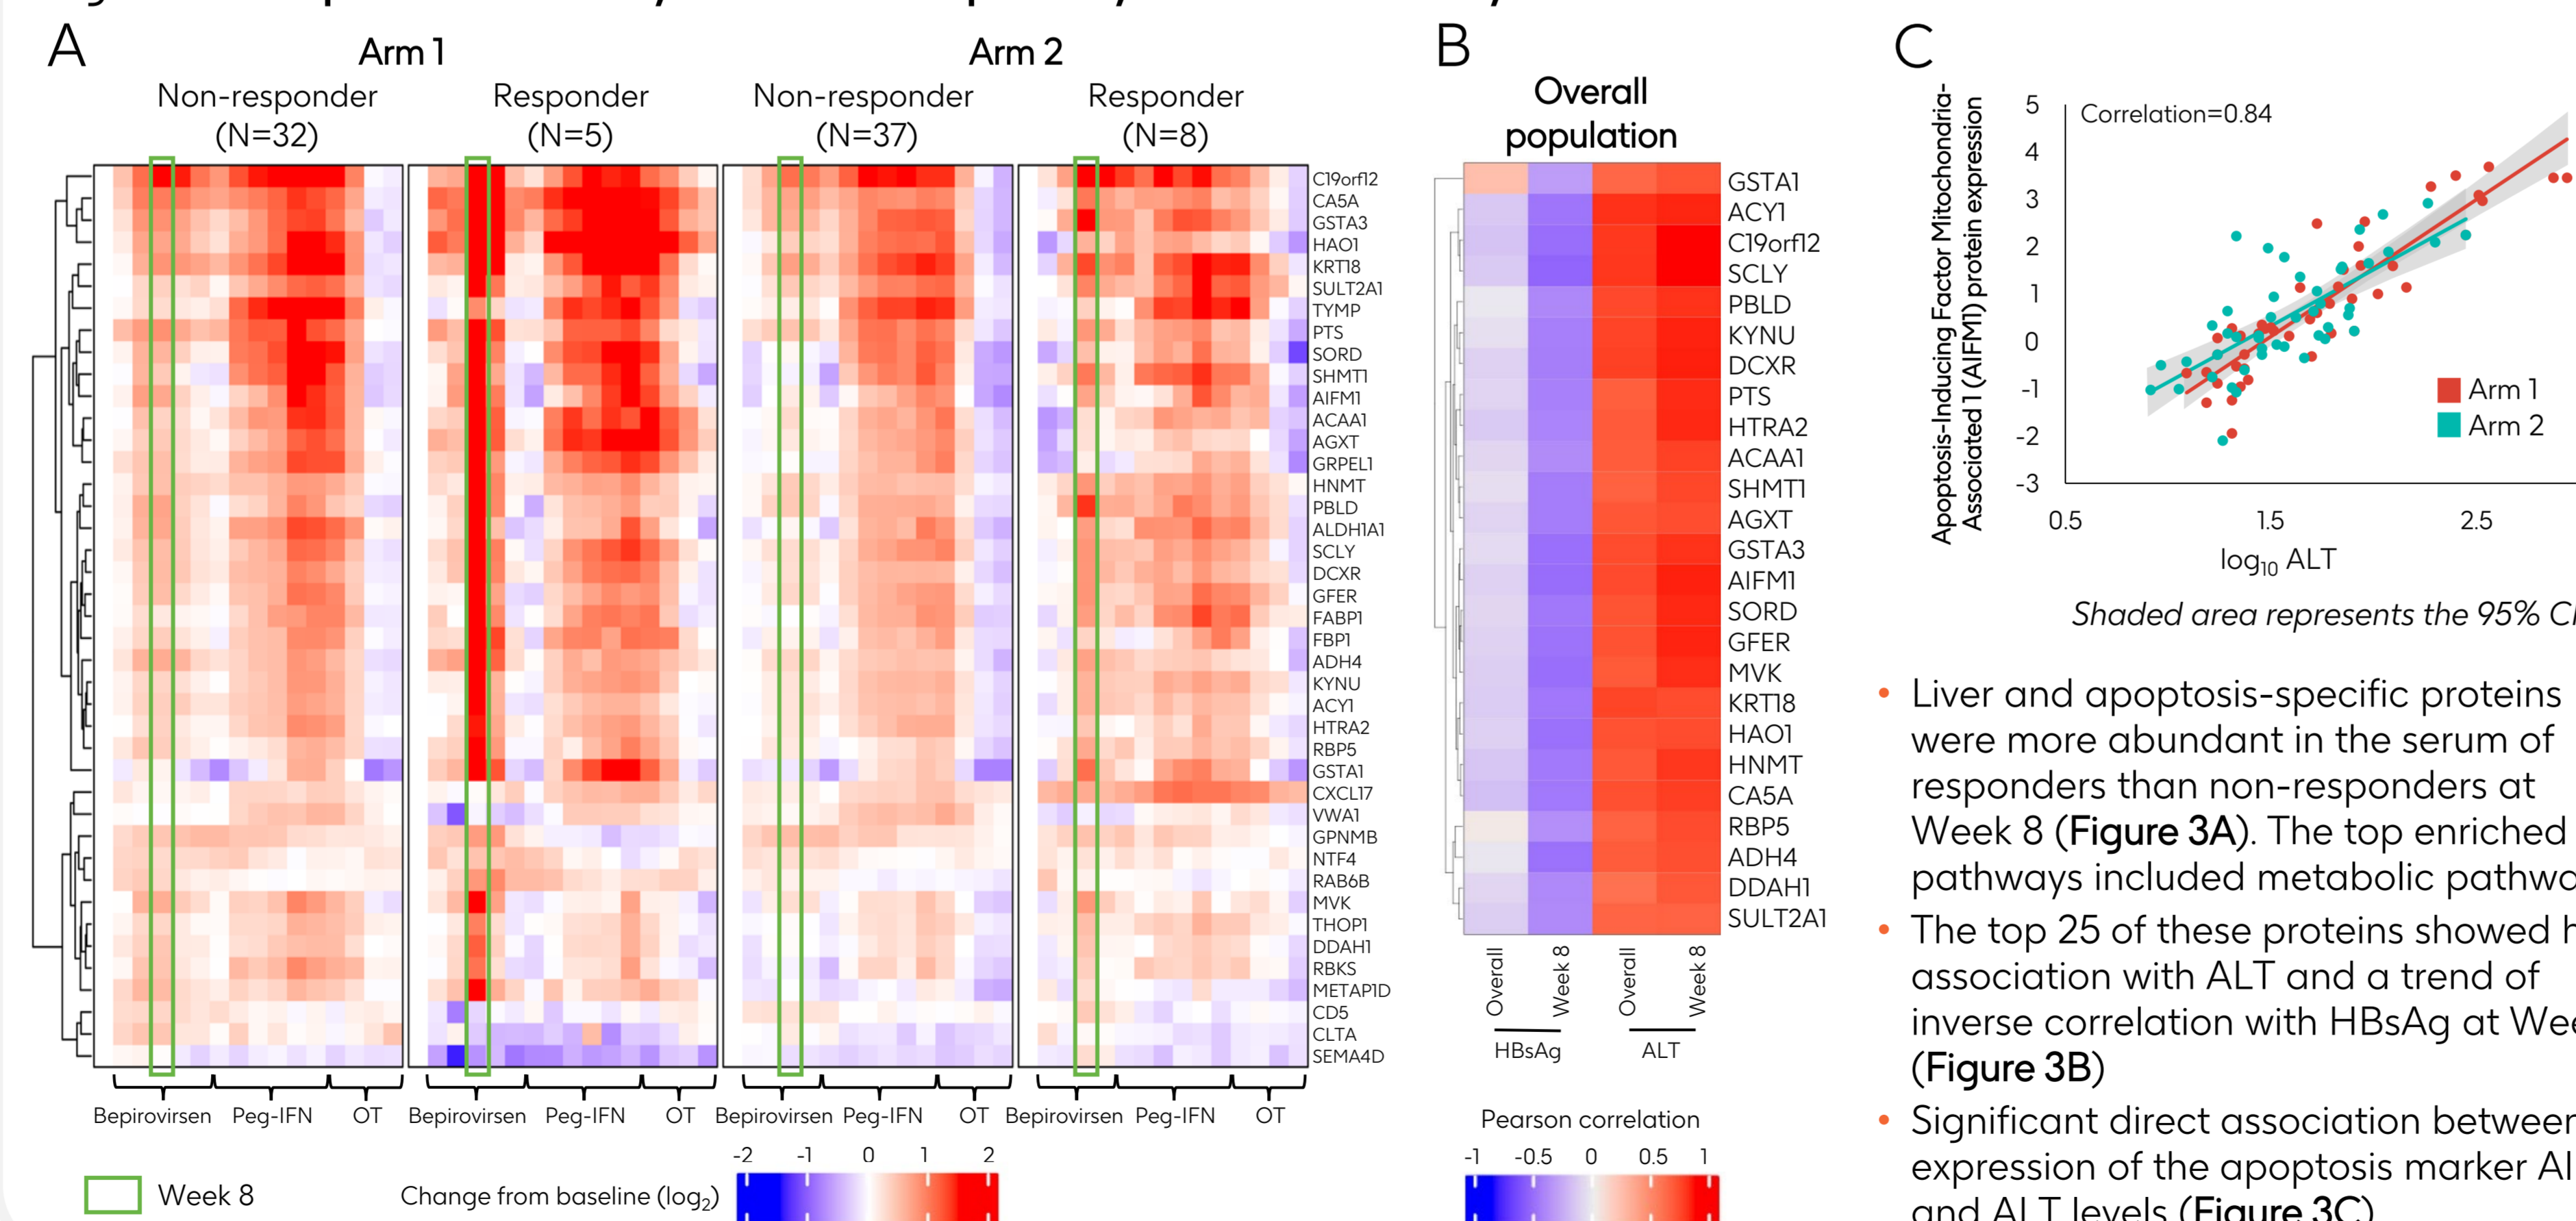 A
Arm 1
Arm 2
Non-responder
(N=32)
Responder
(N=5)
Non-responder
(N=37)
Responder
(N=8)
C19orf12
CA5A
GSTA3
HAO1
KRT18
SULT2A1
TYMP
PTS
SORD
SHMT1
AIFM1
ACAA1
AGXT
GRPEL1
HNMT
PBLD
ALDH1A1
SCLY
DCXR
GFER
FABP1
FBP1
ADH4
KYNU
ACY1
HTRA2
RBP5
GSTA1
CXCL17
VWA1
GPNMB
NTF4
RAB6B
MVK
THOP1
DDAH1
RBKS
METAP1D
CD5
CLTA
SEMA4D
Bepirovirsen Peg-IFN OT
Bepirovirsen Peg-IFN OT
Bepirovirsen Peg-IFN OT
Bepirovirsen Peg-IFN OT
Week 8
Change from baseline (log₂)
-2 -1 0 1 2
B
Overall
population
GSTA1
ACY1
C19orf12
SCLY
PBLD
KYNU
DCXR
PTS
HTRA2
ACAA1
SHMT1
AGXT
GSTA3
AIFM1
SORD
GFER
MVK
KRT18
HAO1
HNMT
CA5A
RBP5
ADH4
DDAH1
SULT2A1
Overall
Week 8
Overall
Week 8
HBsAg
ALT
Pearson correlation
-1 -0.5 0 0.5 1
C
Apoptosis-Inducing Factor Mitochondria-
Associated 1 (AIFM1) protein expression
5
4
3
2
1
0
-1
-2
-3
Correlation=0.84
Arm 1
Arm 2
0.5 1.5 2.5
log₁₀ ALT
Shaded area represents the 95% C
• Liver and apoptosis-specific proteins
were more abundant in the serum of
responders than non-responders at
Week 8 (Figure 3A). The top enriched
pathways included metabolic pathwa
• The top 25 of these proteins showed h
association with ALT and a trend of
inverse correlation with HBsAg at Wee
(Figure 3B)
• Significant direct association between
expression of the apoptosis marker AI
and ALT levels (Figure 3C)